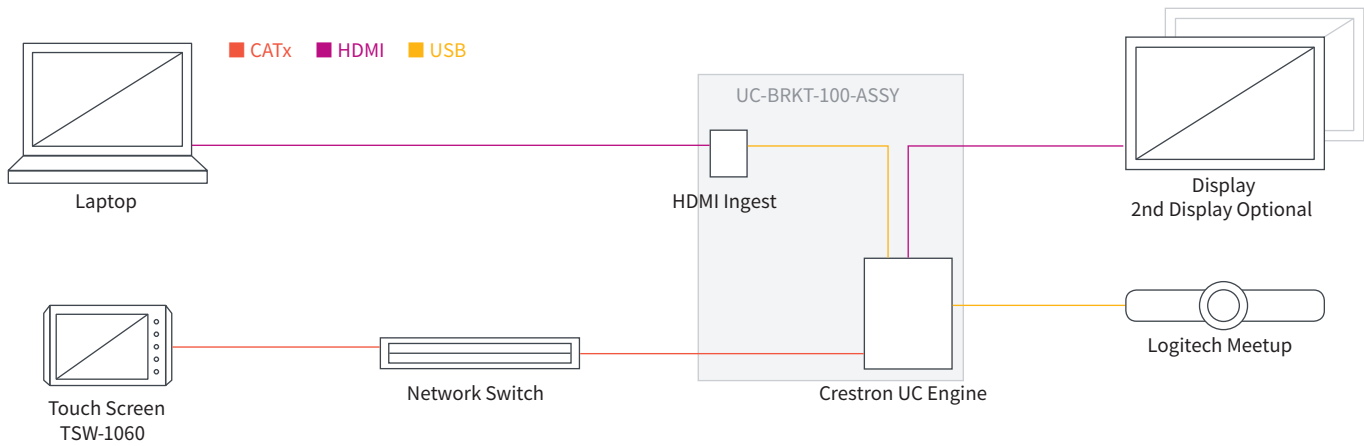 CATx HDMI USB
UC-BRKT-100-ASSY
Laptop
HDMI Ingest
Display
2nd Display Optional
Touch Screen
TSW-1060
Network Switch
Crestron UC Engine
Logitech Meetup